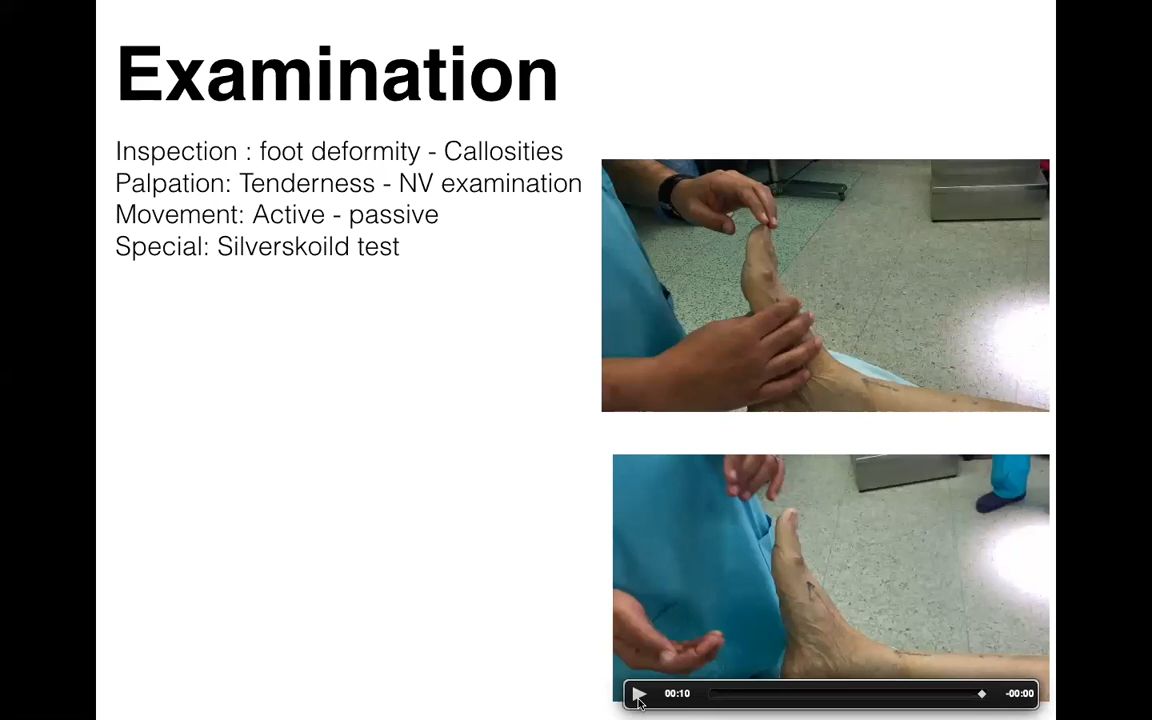 Examination
Inspection : foot deformity - Callosities
Palpation: Tenderness - NV examination
Movement: Active - passive
Special: Silverskoild test
00:10
-00:00